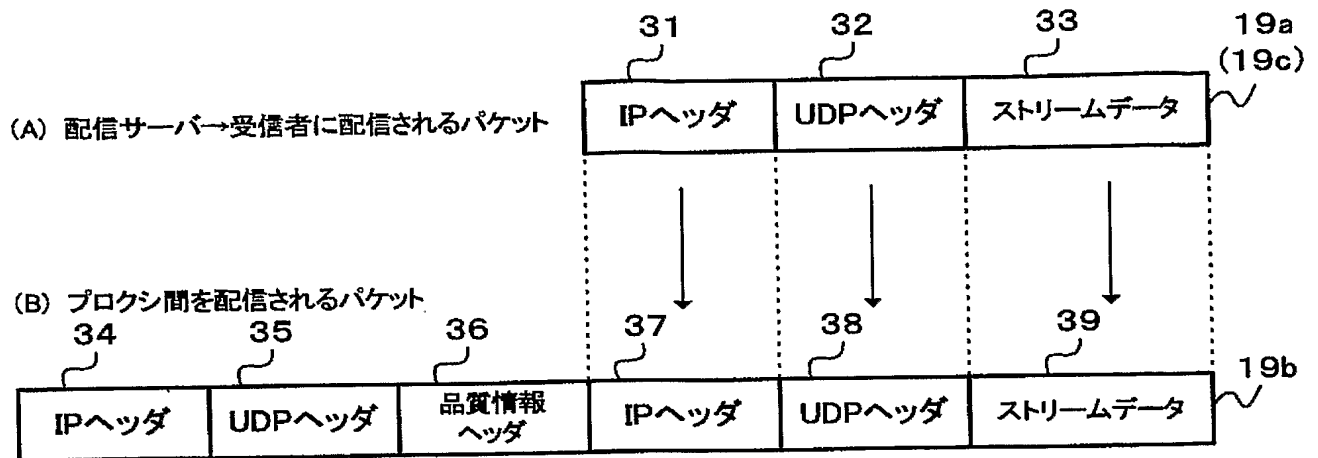 31 32 33 19a
(19c)
(A) 配信サーバ→受信者に配信されるパケット
IPヘッダ UDPヘッダ ストリームデータ
(B) プロクシ間を配信されるパケット
34 35 36 37 38 39
19b
IPヘッダ UDPヘッダ 品質情報 IPヘッダ UDPヘッダ ストリームデータ
ヘッダ